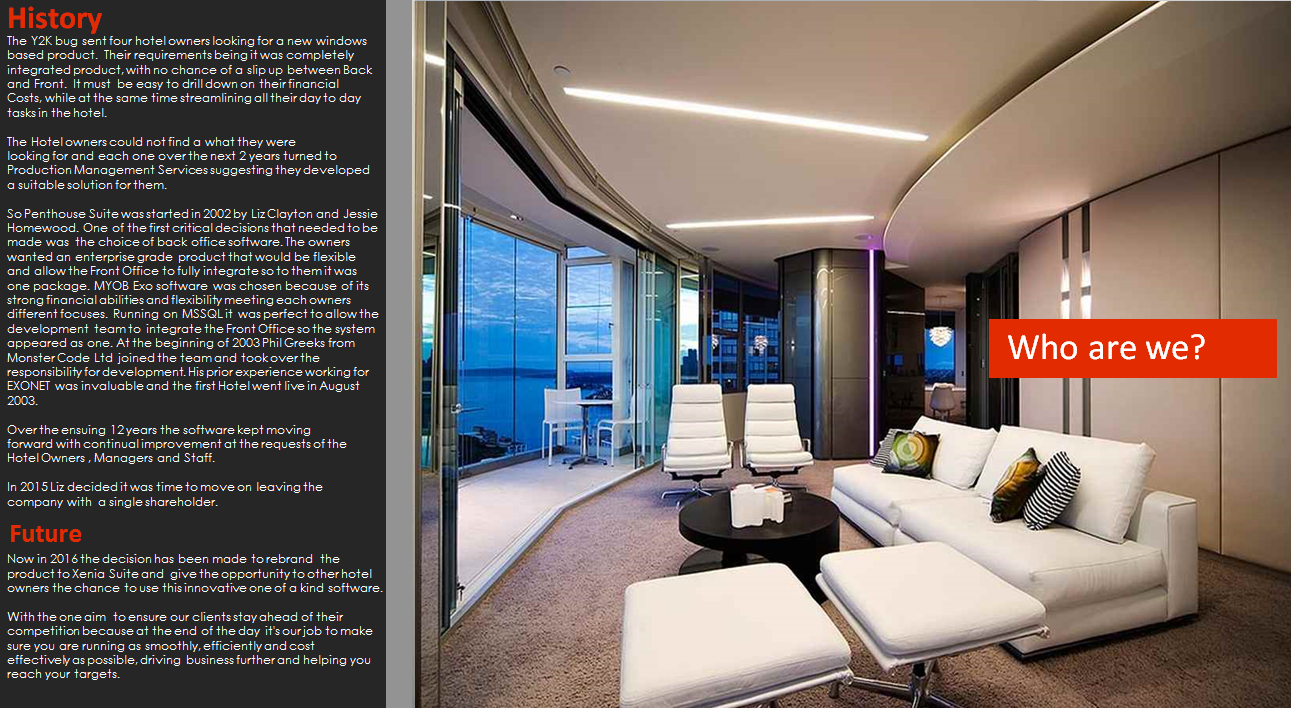 History
The Y2K bug sent four hotel owners looking for a new windows
based product. Their requirements being it was completely
integrated product, with no chance of a slip up between Back
and Front. It must be easy to drill down on their financial
Costs, while at the same time streamlining all their day to day
tasks in the hotel.
The Hotel owners could not find a what they were
looking for and each one over the next 2 years turned to
Production Management Services suggesting they developed
a suitable solution for them.
So Penthouse Suite was started in 2002 by Liz Clayton and Jessie
Homewood. One of the first critical decisions that needed to be
made was the choice of back office software. The owners
wanted an enterprise grade product that would be flexible
and allow the Front Office to fully integrate so to them it was
one package. MYOB Exo software was chosen because of its
strong financial abilities and flexibility meeting each owners
different focuses. Running on MSSQL it was perfect to allow the
development team to integrate the Front Office so the system
appeared as one. At the beginning of 2003 Phil Greeks from
Monster Code Ltd joined the team and took over the
responsibility for development. His prior experience working for
EXONET was invaluable and the first Hotel went live in August
2003.
Over the ensuing 12 years the software kept moving
forward with continual improvement at the requests of the
Hotel Owners , Managers and Staff.
In 2015 Liz decided it was time to move on leaving the
company with a single shareholder.
Future
Now in 2016 the decision has been made to rebrand the
product to Xenia Suite and give the opportunity to other hotel
owners the chance to use this innovative one of a kind software.
With the one aim to ensure our clients stay ahead of their
competition because at the end of the day it's our job to make
sure you are running as smoothly, efficiently and cost
effectively as possible, driving business further and helping you
reach your targets.
Who are we?